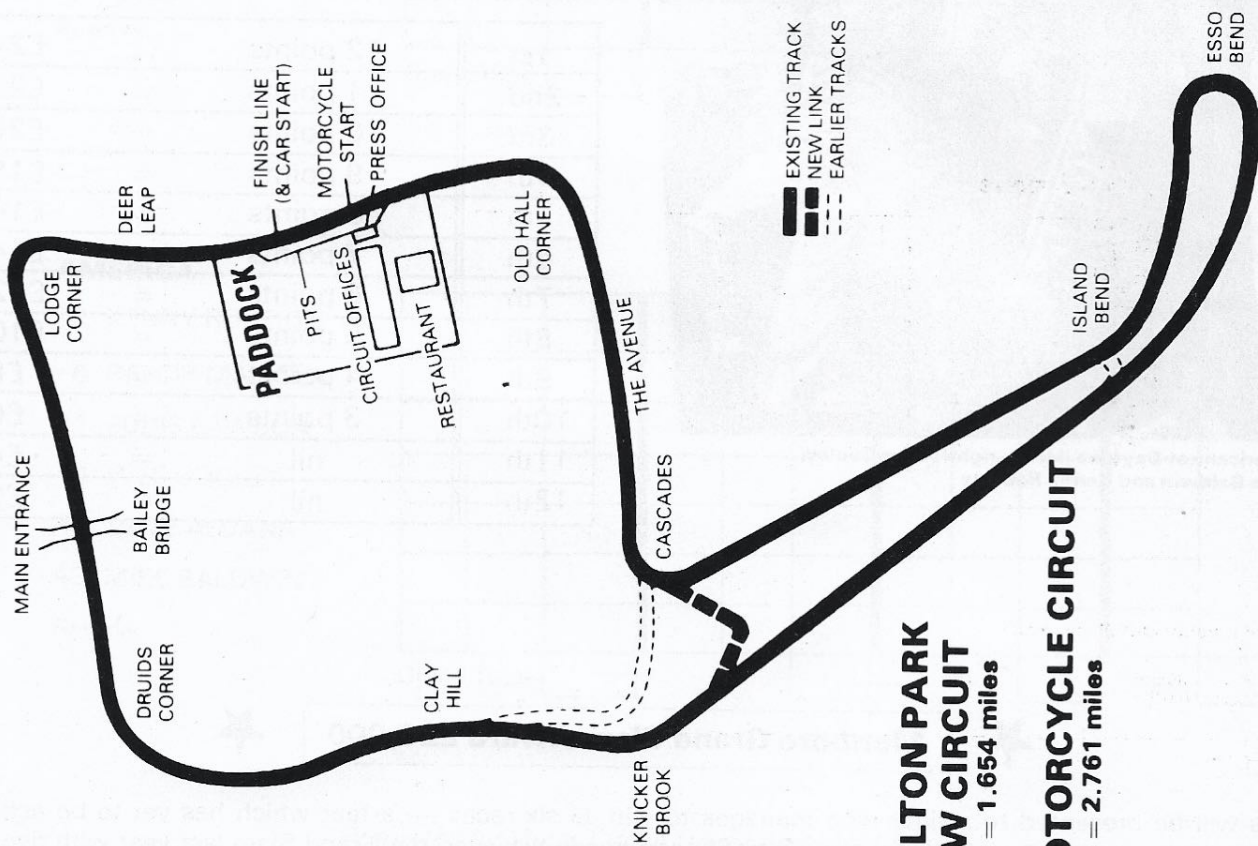 MAIN ENTRANCE
LODGE
CORNER
DEER
LEAP
FINISH LINE
(& CAR START)
MOTORCYCLE
START
PRESS OFFICE
BAILEY
BRIDGE
DRUIDS
CORNER
PADDOCK
PITS
CIRCUIT OFFICES
RESTAURANT
OLD HALL
CORNER
CLAY
HILL
THE AVENUE
CASCADES
KNICKER
BROOK
ISLAND
BEND
ESSO
BEND
EXISTING TRACK
NEW LINK
EARLIER TRACKS
LTON PARK
W CIRCUIT
= 1.654 miles
OTORCYCLE CIRCUIT
= 2.761 miles